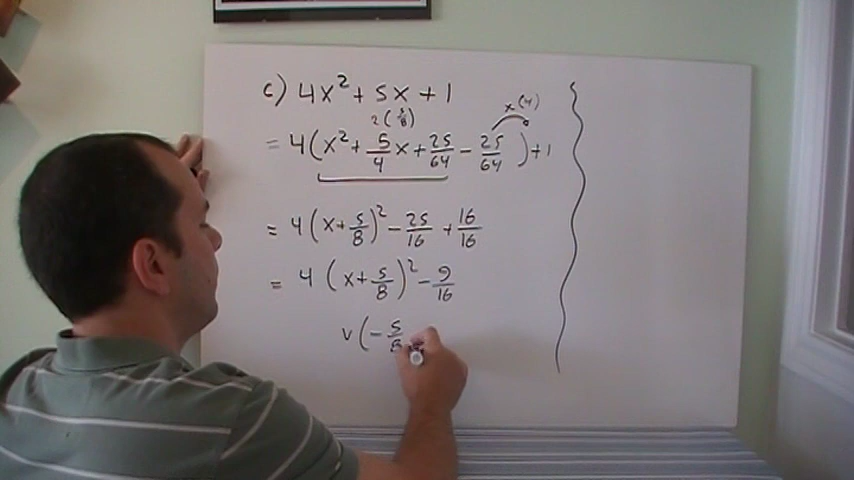 c) 4x² + 5x + 1
2(5/8) x(4)
= 4(x² + 5/4 x + 25/64 - 25/64) + 1
= 4(x + 5/8)² - 25/16 + 16/16
= 4 (x + 5/8)² - 9/16
V(-5/8